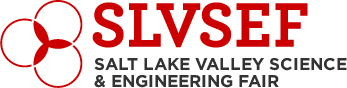 SLVSEF
SALT LAKE VALLEY SCIENCE
& ENGINEERING FAIR